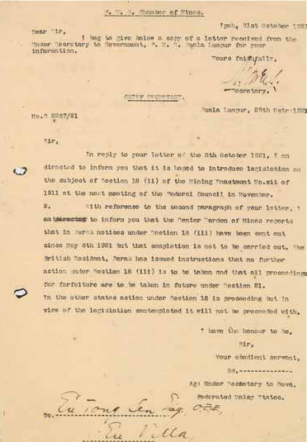 F. M. S. Chamber of Mines.
Ipoh, 31st October 1921
Dear Sir,
I beg to give below a copy of a letter received from the
Under Secretary to Government, F. M. S. Kuala Lumpur for your
information.
Yours faithfully,
Secretary.
Kuala Lumpur, 28th Octr 1921
No.G 2267/21
Sir,
In reply to your letter of the 8th October 1921, I am
directed to inform you that it is hoped to introduce legislation on
the subject of Section 18 (ii) of the Mining Enactment No.xii of
1911 at the next meeting of the Federal Council in November.
2. With reference to the second paragraph of your letter, I
am directed to inform you that the Senior Warden of Mines reports
that in Perak notices under Section 18 (iii) have been sent out
since May 6th 1921 but that completion is not to be carried out. The
British Resident, Perak has issued instructions that no further
action under Section 18 (iii) is to be taken and that all proceedings
for forfeiture are to be taken in future under Section 21.
In the other states action under Section 18 is proceeding but in
view of the legislation contemplated it will not be proceeded with.
I have the honour to be,
Sir,
Your obedient servant,
Sd.
Ag: Under Secretary to Govt.
Federated Malay States.
To. Eu Tong Sen Esq. O.B.E,
"Eu Villa